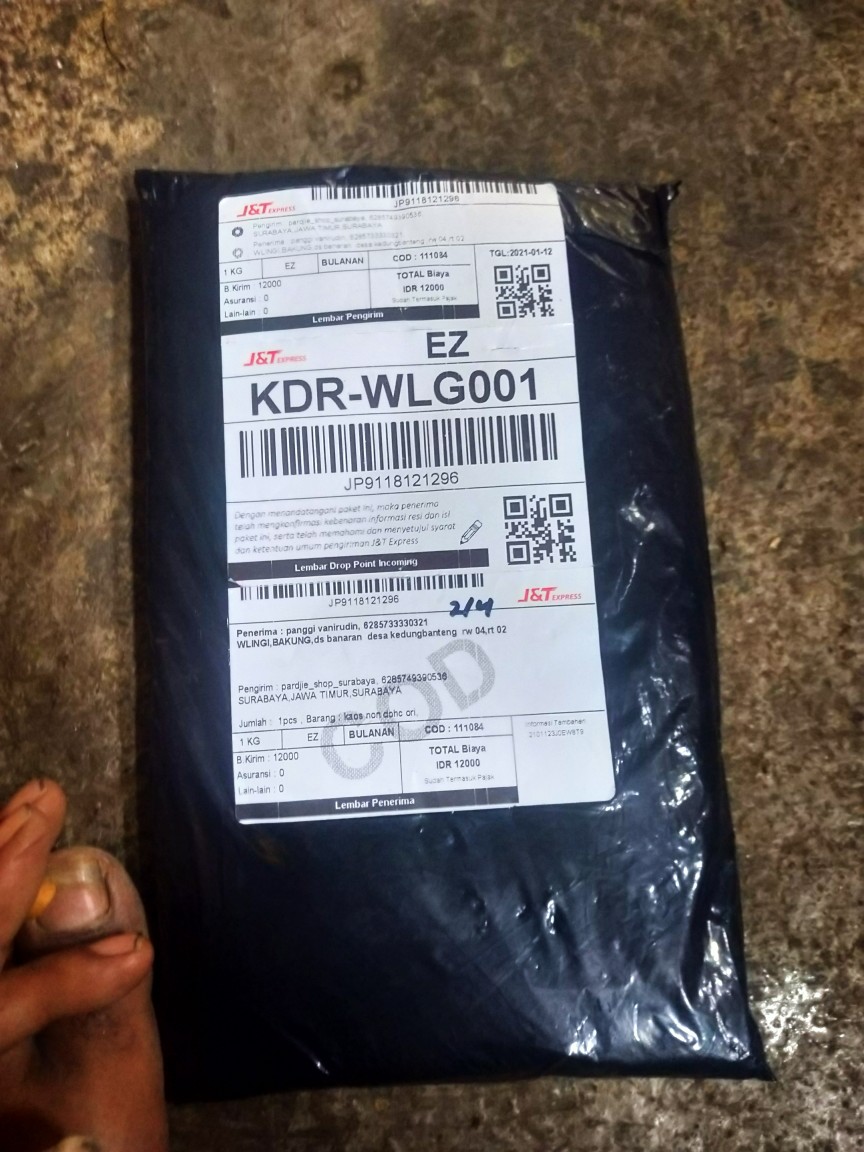 JP9118121296
J&T EXPRESS
Pengirim : pardjie_shop_surabaya, 6285749390536
SURABAYA,JAWA TIMUR,SURABAYA
Penerima : panggi vanirudin, 6285733330321
WLINGI,BAKUNG,ds banaran desa kedungbanteng rw 04,rt 02
1 KG EZ BULANAN COD : 111084 TGL:2021-01-12
B.Kirim : 12000 TOTAL Biaya
Asuransi : 0 IDR 12000
Lain-lain : 0 Sudah Termasuk Pajak
Lembar Pengirim
J&T EXPRESS EZ
KDR-WLG001
JP9118121296
Dengan menandatangani paket ini, maka penerima
telah mengkonfirmasi kebenaran informasi resi dan isi
paket ini, serta telah memahami dan menyetujui syarat
dan ketentuan umum pengiriman J&T Express
Lembar Drop Point Incoming
JP9118121296
J&T EXPRESS
Penerima : panggi vanirudin, 6285733330321
WLINGI,BAKUNG,ds banaran desa kedungbanteng rw 04,rt 02
COD
Pengirim : pardjie_shop_surabaya, 6285749390536
SURABAYA,JAWA TIMUR,SURABAYA
Jumlah : 1pcs , Barang : kaos non dphc ori,
1 KG EZ BULANAN COD : 111084 Informasi Tambahan:
B.Kirim : 12000 TOTAL Biaya
Asuransi : 0 IDR 12000
Lain-lain : 0 Sudah Termasuk Pajak
Lembar Penerima